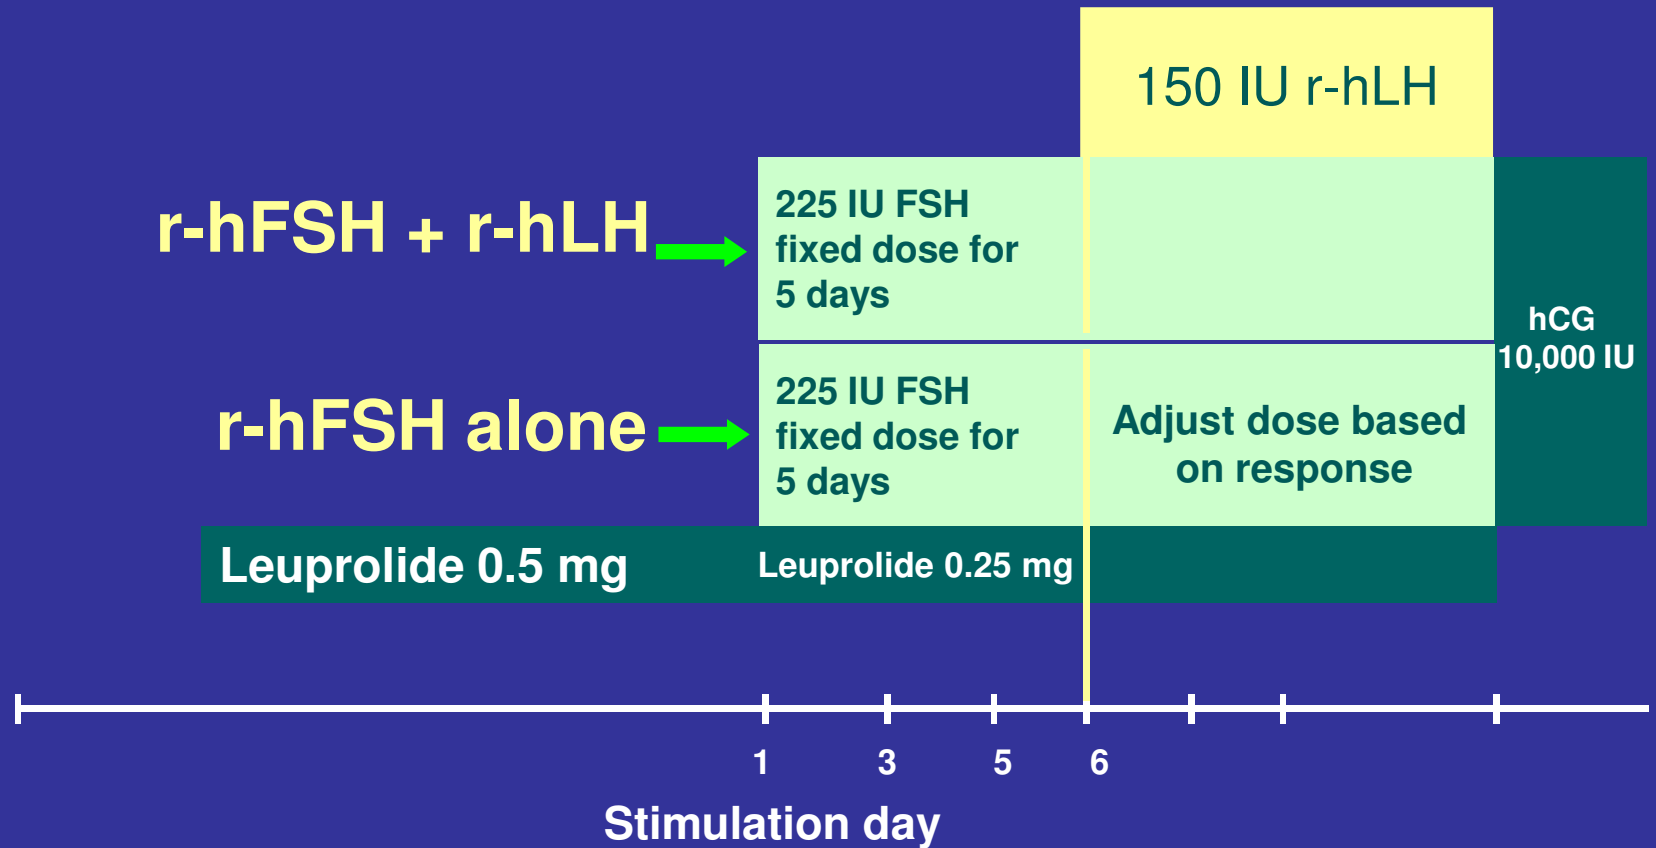 150 IU r-hLH
r-hFSH + r-hLH
225 IU FSH
fixed dose for
5 days
hCG
10,000 IU
r-hFSH alone
225 IU FSH
fixed dose for
5 days
Adjust dose based
on response
Leuprolide 0.5 mg
Leuprolide 0.25 mg
1 3 5 6
Stimulation day